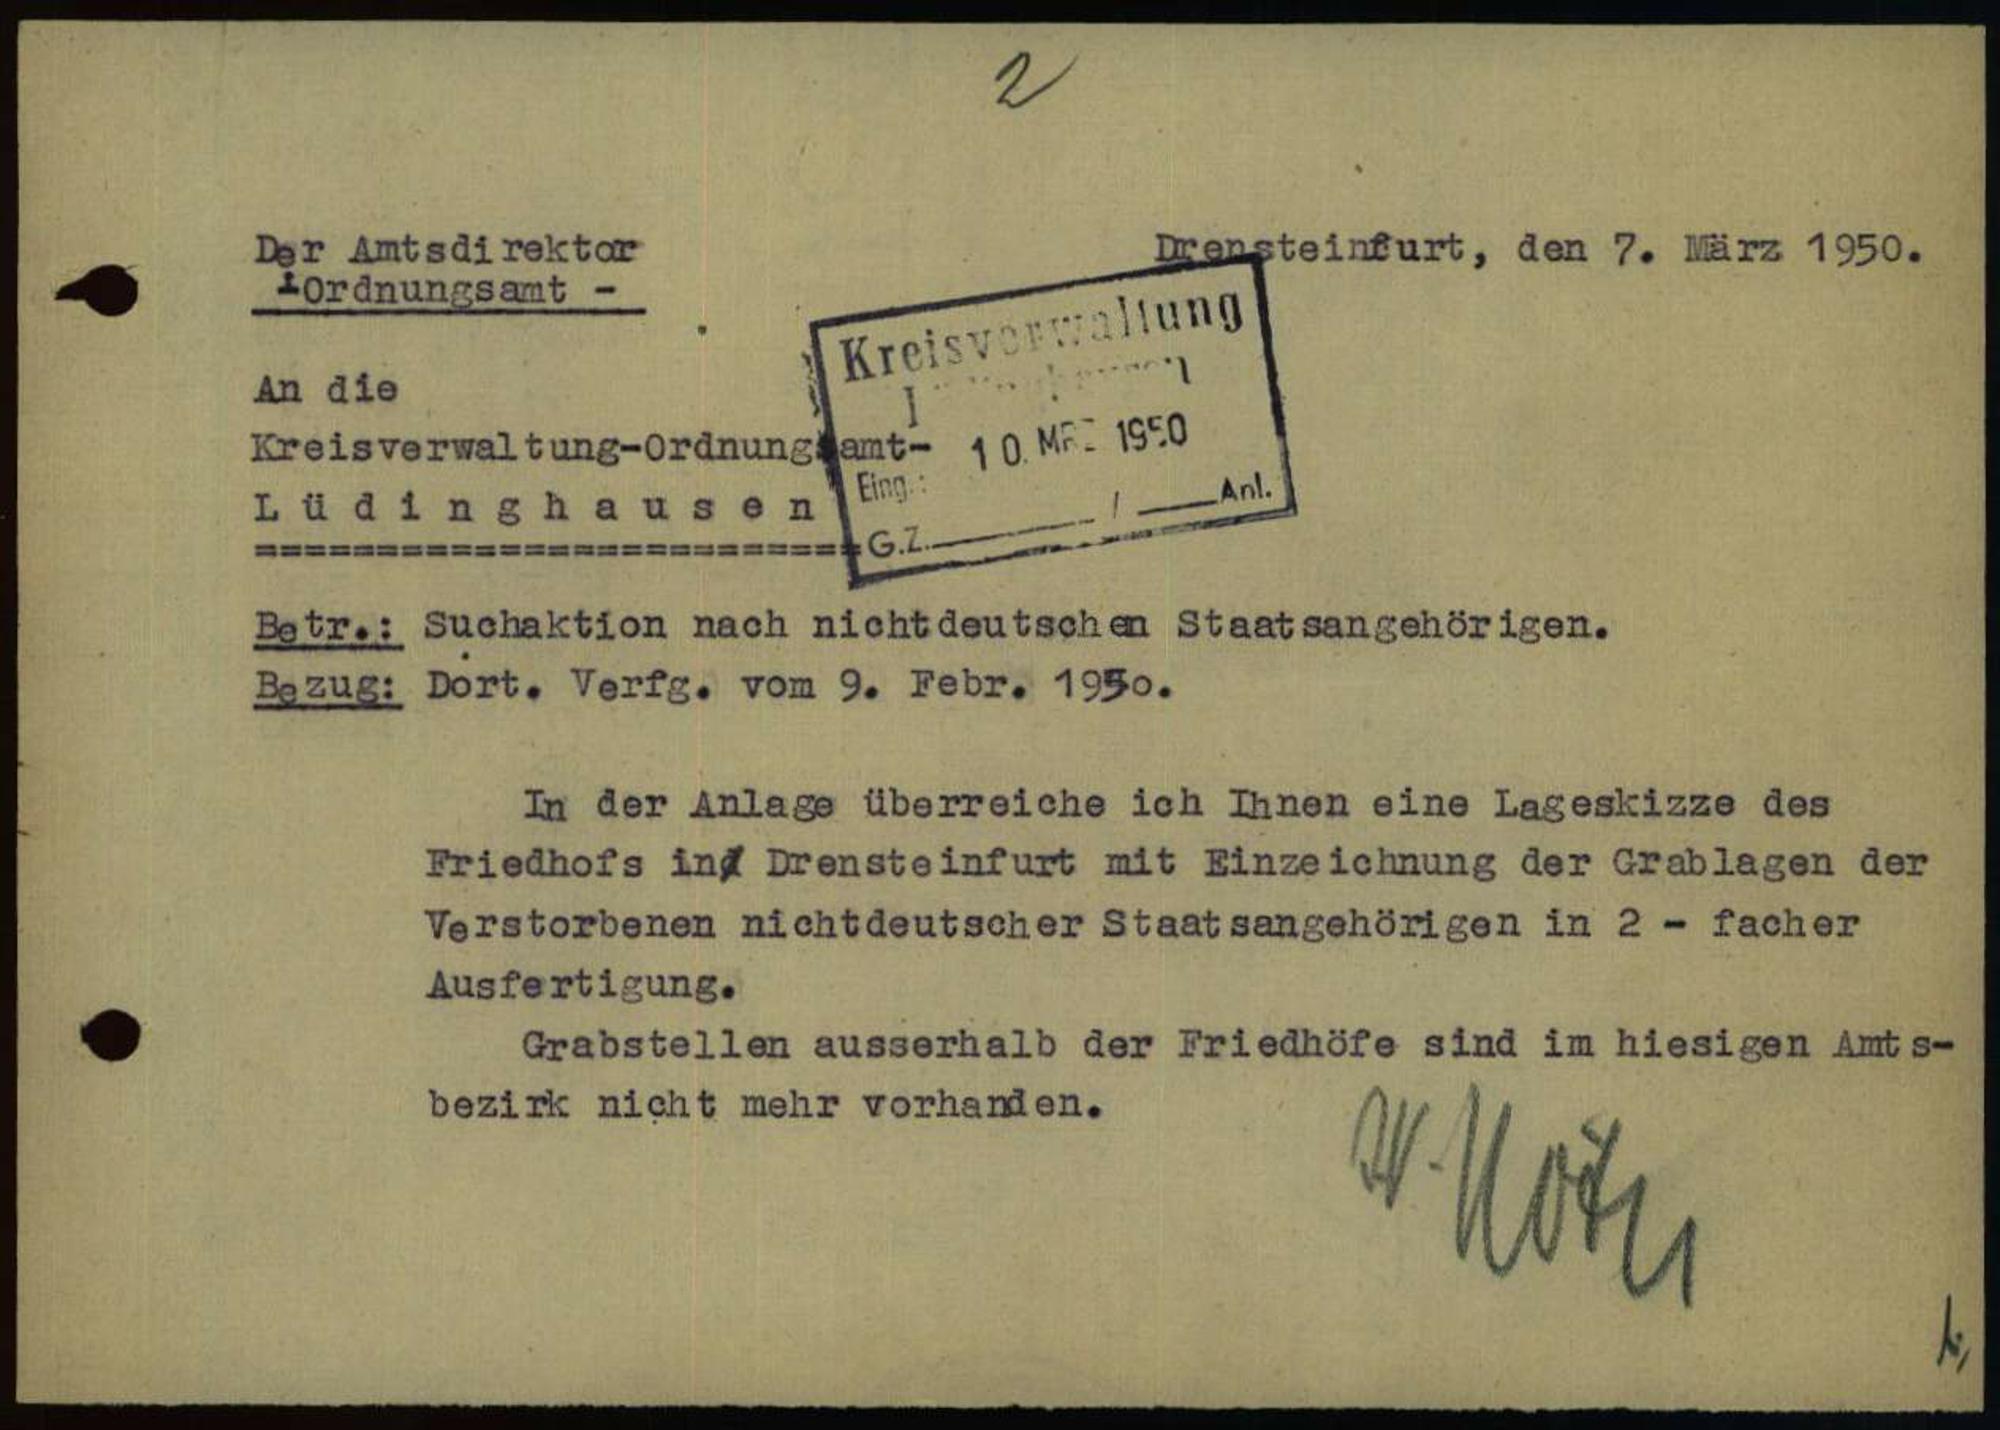 2
Der Amtsdirektor
-Ordnungsamt -
Drensteinfurt, den 7. März 1950.
An die
Kreisverwaltung-Ordnungsamt-
Lüdinghausen
=========================
Kreisverwaltung
10. MRZ 1950
Eing.:
G.Z. / Anl.
Betr.: Suchaktion nach nichtdeutschen Staatsangehörigen.
Bezug: Dort. Verfg. vom 9. Febr. 1950.
In der Anlage überreiche ich Ihnen eine Lageskizze des
Friedhofs in Drensteinfurt mit Einzeichnung der Grablagen der
Verstorbenen nichtdeutscher Staatsangehörigen in 2 - facher
Ausfertigung.
Grabstellen ausserhalb der Friedhöfe sind im hiesigen Amts-
bezirk nicht mehr vorhanden.